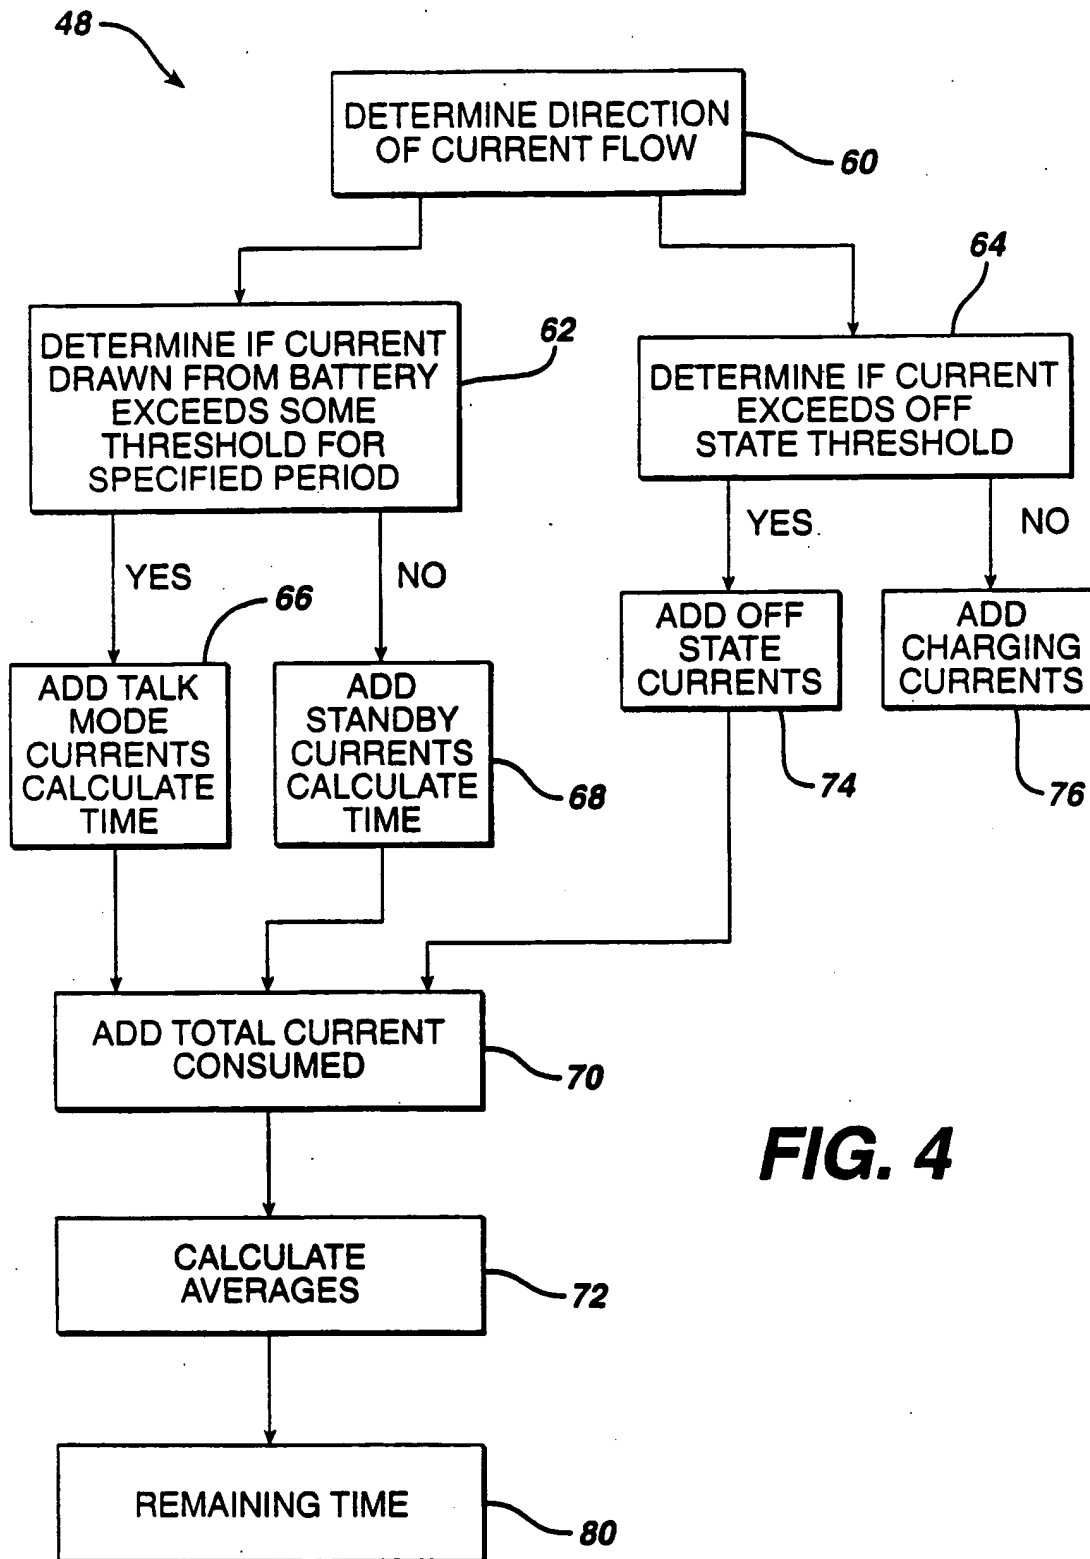 48
DETERMINE DIRECTION
OF CURRENT FLOW
60
64
DETERMINE IF CURRENT
DRAWN FROM BATTERY
EXCEEDS SOME
THRESHOLD FOR
SPECIFIED PERIOD
62
DETERMINE IF CURRENT
EXCEEDS OFF
STATE THRESHOLD
YES
NO
YES
NO
66
ADD TALK
MODE
CURRENTS
CALCULATE
TIME
ADD
STANDBY
CURRENTS
CALCULATE
TIME
68
ADD OFF
STATE
CURRENTS
74
ADD
CHARGING
CURRENTS
76
ADD TOTAL CURRENT
CONSUMED
70
FIG. 4
CALCULATE
AVERAGES
72
REMAINING TIME
80